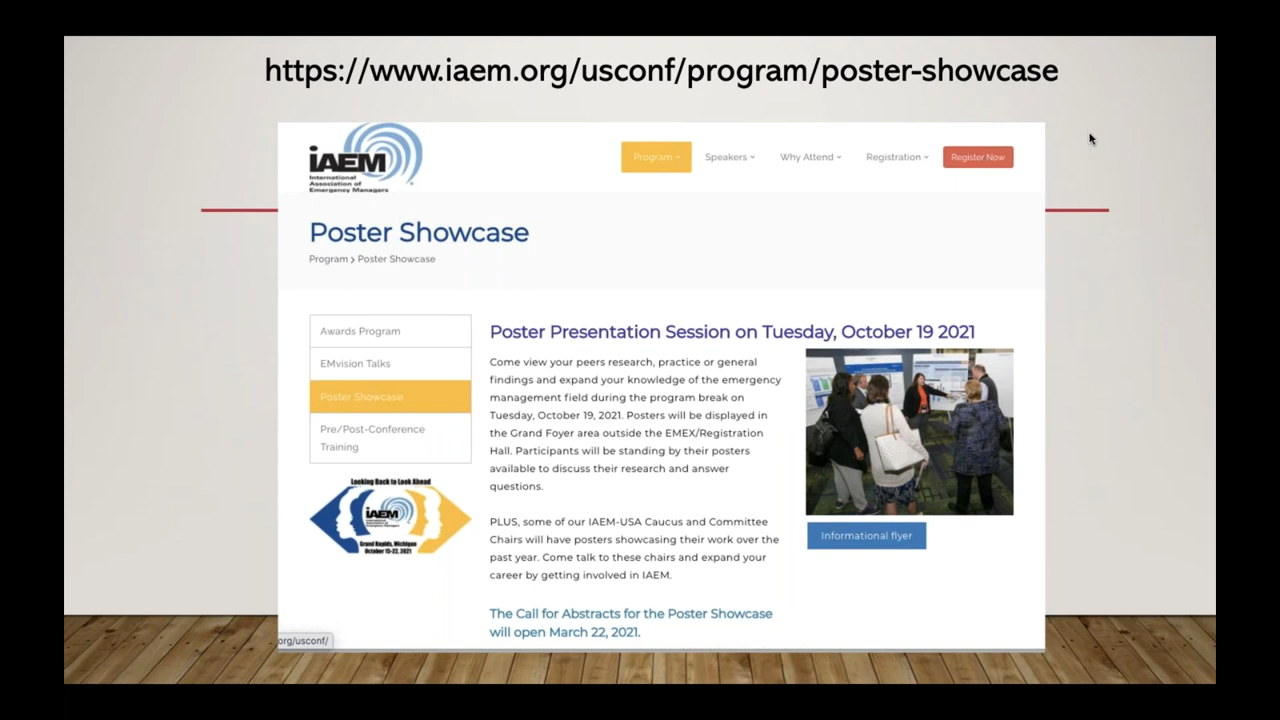 https://www.iaem.org/usconf/program/poster-showcase
iAEM
International
Association of
Emergency Managers
Program
Speakers
Why Attend
Registration
Register Now
Poster Showcase
Program > Poster Showcase
Awards Program
EMvision Talks
Poster Showcase
Pre/Post-Conference
Training
Looking Back to Look Ahead
iAEM
Grand Rapids, Michigan
October 15-22, 2021
Poster Presentation Session on Tuesday, October 19 2021
Come view your peers research, practice or general
findings and expand your knowledge of the emergency
management field during the program break on
Tuesday, October 19, 2021. Posters will be displayed in
the Grand Foyer area outside the EMEX/Registration
Hall. Participants will be standing by their posters
available to discuss their research and answer
questions.
PLUS, some of our IAEM-USA Caucus and Committee
Chairs will have posters showcasing their work over the
past year. Come talk to these chairs and expand your
career by getting involved in IAEM.
The Call for Abstracts for the Poster Showcase
will open March 22, 2021.
Informational flyer
org/usconf/